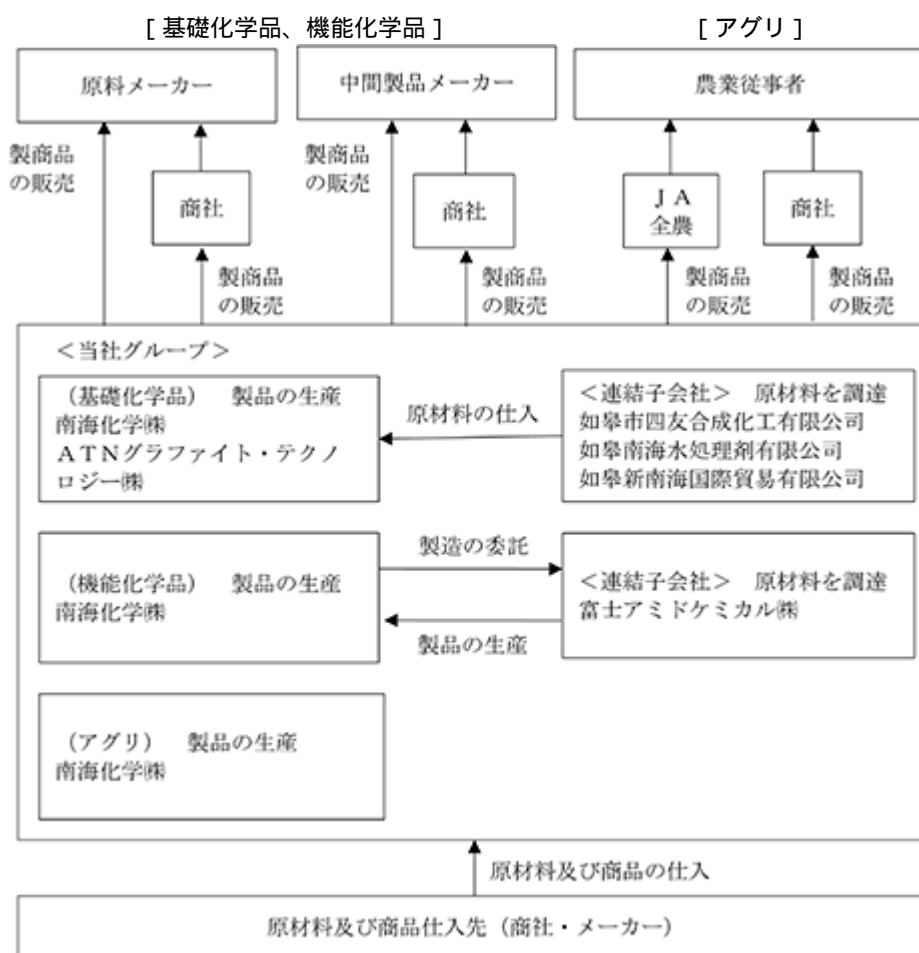 [ 基礎化学品、機能化学品 ]
[ アグリ ]
原料メーカー
中間製品メーカー
農業従事者
製商品
の販売
商社
製商品
の販売
商社
ＪＡ
全農
商社
製商品
の販売
製商品
の販売
製商品
の販売
製商品
の販売
＜当社グループ＞
（基礎化学品）　製品の生産
南海化学㈱
ＡＴＮグラファイト・テクノ
ロジー㈱
原材料の仕入
＜連結子会社＞　原材料を調達
如皋市四友合成化工有限公司
如皋南海水処理剤有限公司
如皋新南海国際貿易有限公司
（機能化学品）　製品の生産
南海化学㈱
製造の委託
製品の生産
＜連結子会社＞　原材料を調達
富士アミドケミカル㈱
（アグリ）　製品の生産
南海化学㈱
原材料及び商品の仕入
原材料及び商品仕入先（商社・メーカー）